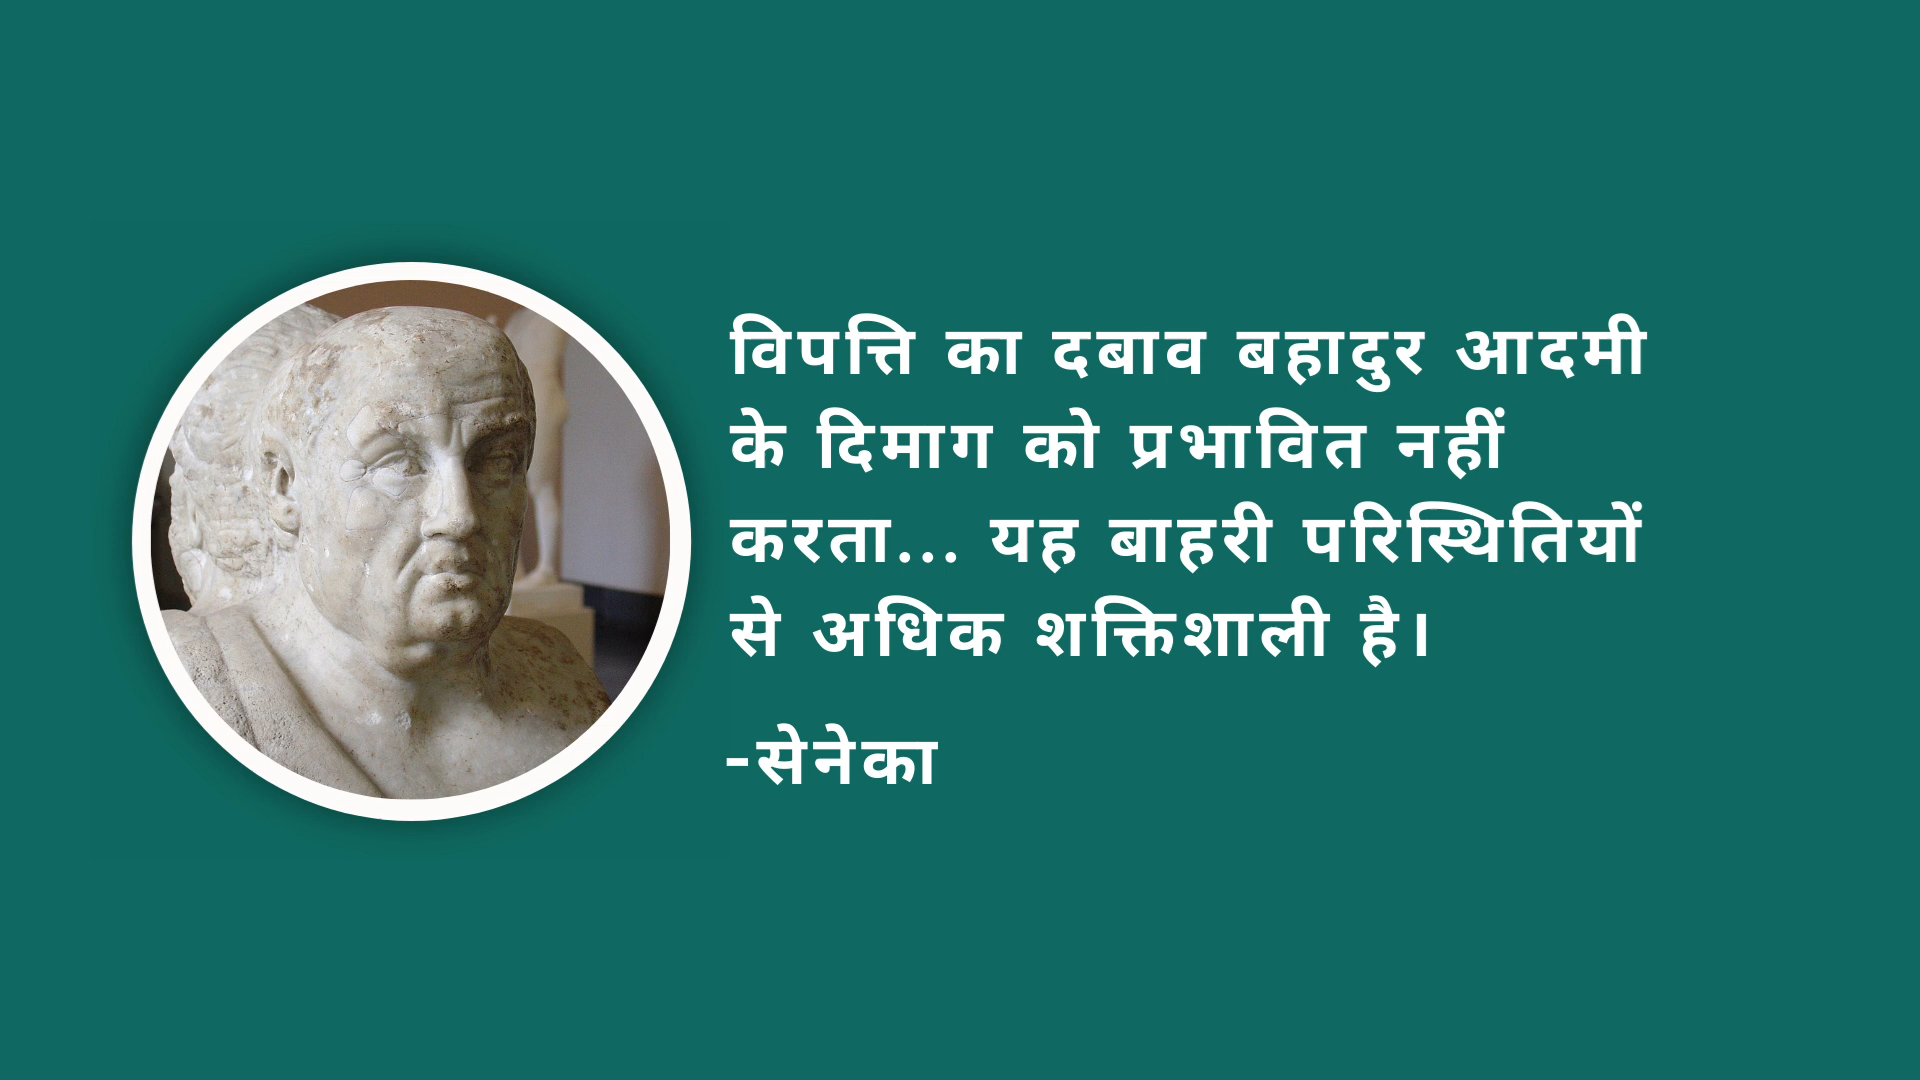 विपत्ति का दबाव बहादुर आदमी
के दिमाग को प्रभावित नहीं
करता... यह बाहरी परिस्थितियों
से अधिक शक्तिशाली है।
-सेनेका